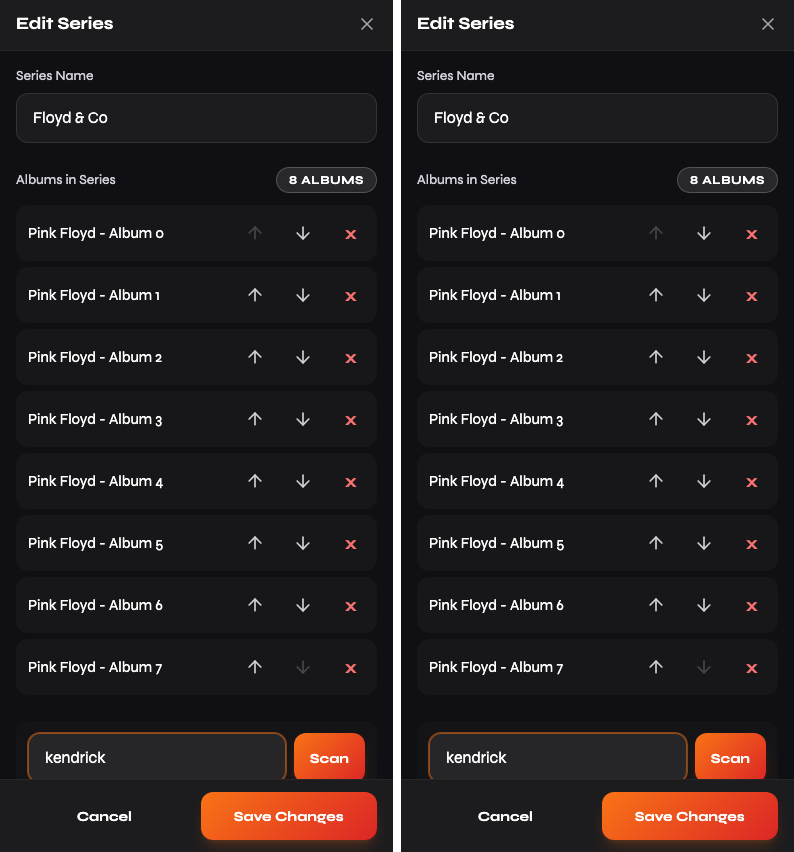 Edit Series
Series Name
Floyd & Co
Albums in Series
8 ALBUMS
Pink Floyd - Album 0
Pink Floyd - Album 1
Pink Floyd - Album 2
Pink Floyd - Album 3
Pink Floyd - Album 4
Pink Floyd - Album 5
Pink Floyd - Album 6
Pink Floyd - Album 7
kendrick
Scan
Cancel
Save Changes
Edit Series
Series Name
Floyd & Co
Albums in Series
8 ALBUMS
Pink Floyd - Album 0
Pink Floyd - Album 1
Pink Floyd - Album 2
Pink Floyd - Album 3
Pink Floyd - Album 4
Pink Floyd - Album 5
Pink Floyd - Album 6
Pink Floyd - Album 7
kendrick
Scan
Cancel
Save Changes